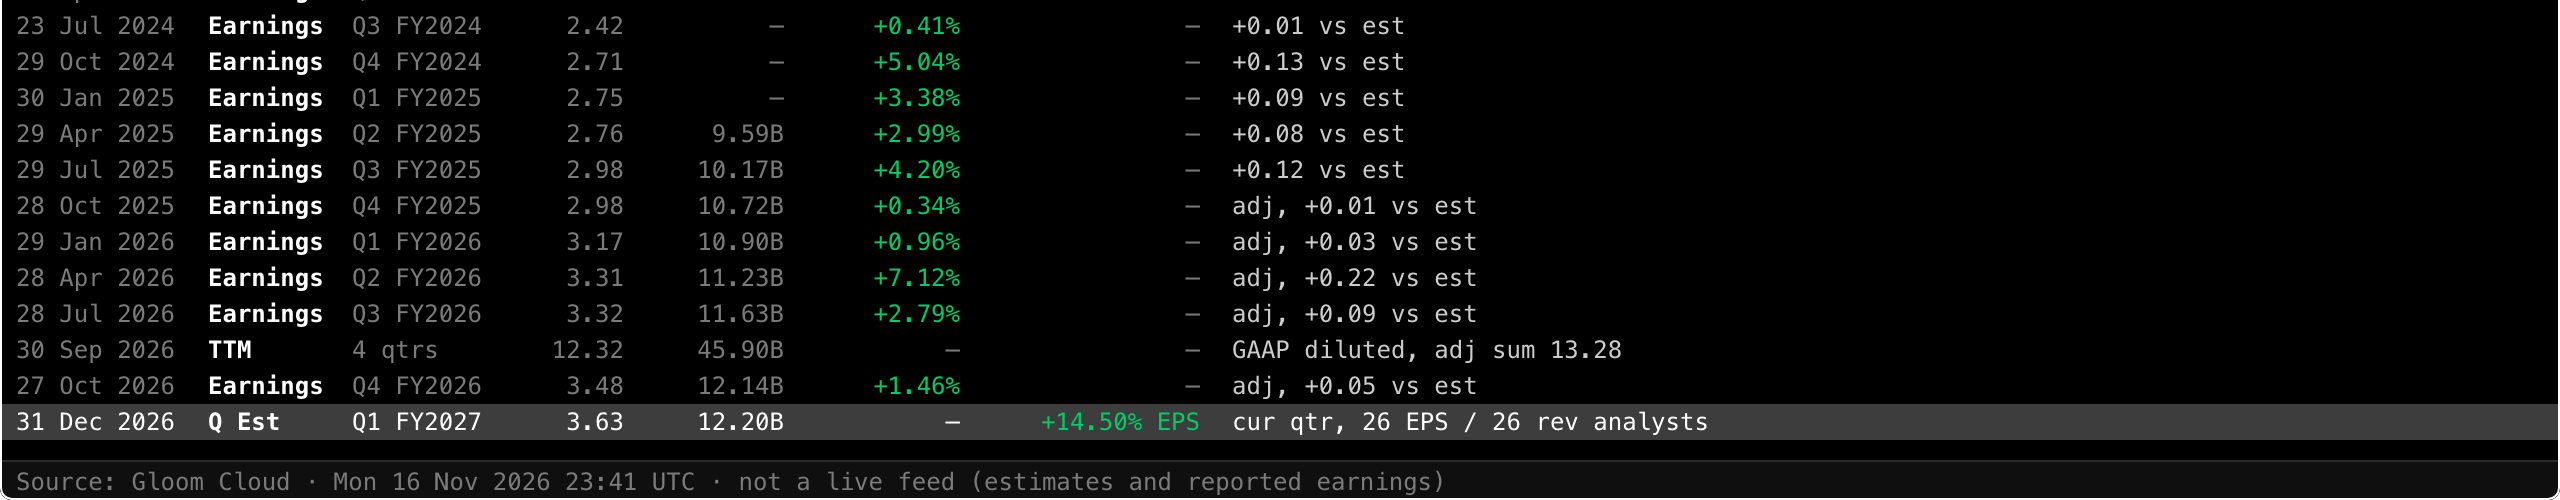 23 Jul 2024 Earnings Q3 FY2024 2.42 — +0.41% — +0.01 vs est
29 Oct 2024 Earnings Q4 FY2024 2.71 — +5.04% — +0.13 vs est
30 Jan 2025 Earnings Q1 FY2025 2.75 — +3.38% — +0.09 vs est
29 Apr 2025 Earnings Q2 FY2025 2.76 9.59B +2.99% — +0.08 vs est
29 Jul 2025 Earnings Q3 FY2025 2.98 10.17B +4.20% — +0.12 vs est
28 Oct 2025 Earnings Q4 FY2025 2.98 10.72B +0.34% — adj, +0.01 vs est
29 Jan 2026 Earnings Q1 FY2026 3.17 10.90B +0.96% — adj, +0.03 vs est
28 Apr 2026 Earnings Q2 FY2026 3.31 11.23B +7.12% — adj, +0.22 vs est
28 Jul 2026 Earnings Q3 FY2026 3.32 11.63B +2.79% — adj, +0.09 vs est
30 Sep 2026 TTM 4 qtrs 12.32 45.90B — — GAAP diluted, adj sum 13.28
27 Oct 2026 Earnings Q4 FY2026 3.48 12.14B +1.46% — adj, +0.05 vs est
31 Dec 2026 Q Est Q1 FY2027 3.63 12.20B — +14.50% EPS cur qtr, 26 EPS / 26 rev analysts
Source: Gloom Cloud · Mon 16 Nov 2026 23:41 UTC · not a live feed (estimates and reported earnings)